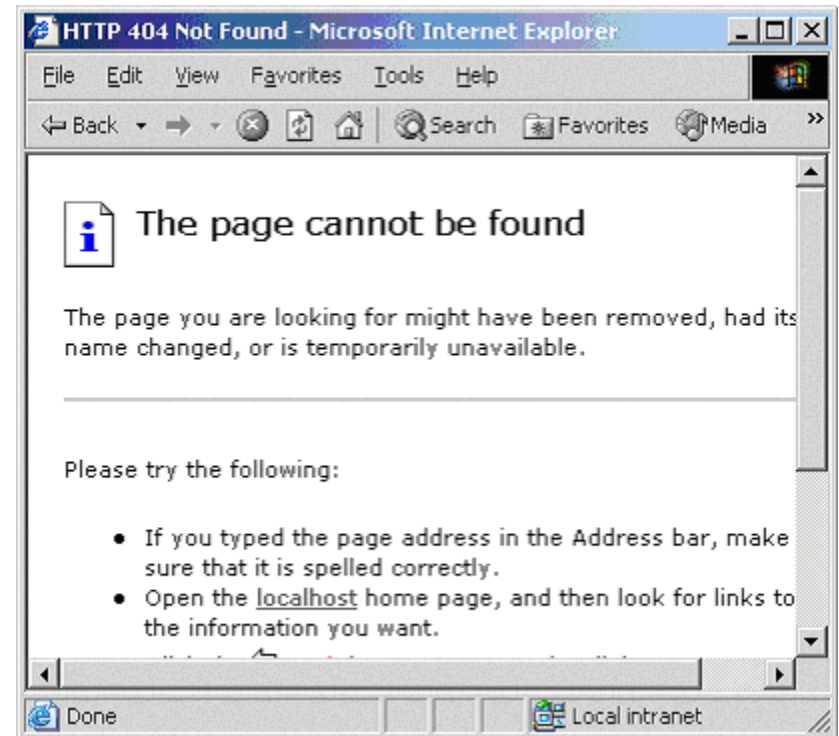 HTTP 404 Not Found - Microsoft Internet Explorer
File Edit View Favorites Tools Help
Back Search Favorites Media »
The page cannot be found
The page you are looking for might have been removed, had its
name changed, or is temporarily unavailable.
Please try the following:
• If you typed the page address in the Address bar, make
sure that it is spelled correctly.
• Open the localhost home page, and then look for links to
the information you want.
Done Local intranet